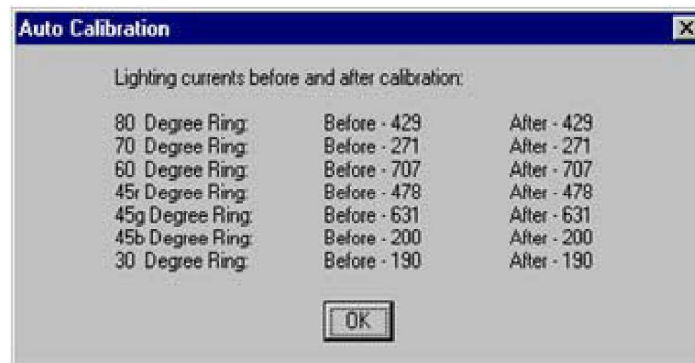 Auto Calibration
Lighting currents before and after calibration:
80 Degree Ring: Before - 429 After - 429
70 Degree Ring: Before - 271 After - 271
60 Degree Ring: Before - 707 After - 707
45r Degree Ring: Before - 478 After - 478
45g Degree Ring: Before - 631 After - 631
45b Degree Ring: Before - 200 After - 200
30 Degree Ring: Before - 190 After - 190
OK